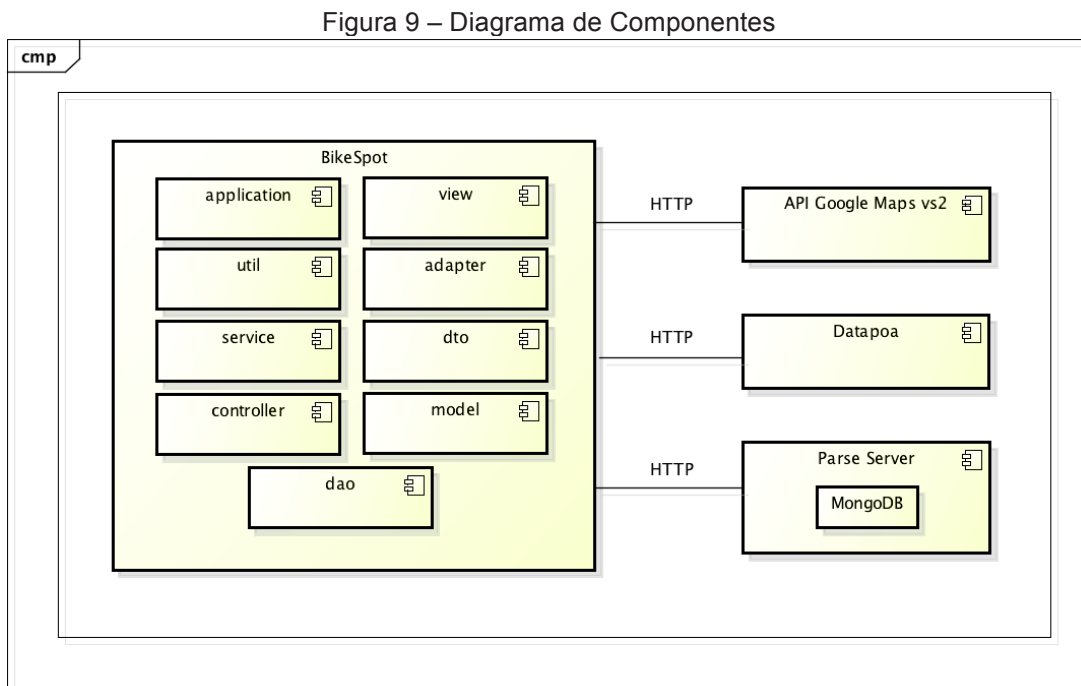 Figura 9 – Diagrama de Componentes
cmp
BikeSpot
application
view
util
adapter
service
dto
controller
model
dao
HTTP
API Google Maps vs2
HTTP
Datapoa
HTTP
Parse Server
MongoDB